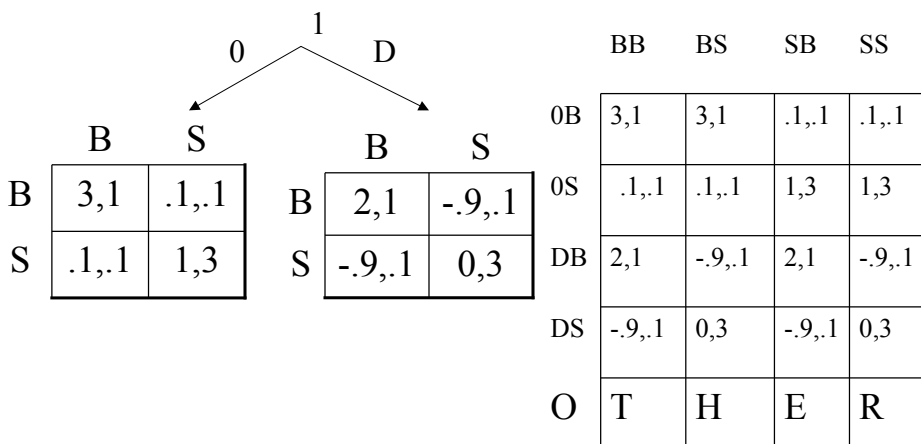 1
0 D
B S
B 3,1 .1,.1
S .1,.1 1,3
B S
B 2,1 -.9,.1
S -.9,.1 0,3
BB BS SB SS
0B 3,1 3,1 .1,.1 .1,.1
0S .1,.1 .1,.1 1,3 1,3
DB 2,1 -.9,.1 2,1 -.9,.1
DS -.9,.1 0,3 -.9,.1 0,3
O T H E R